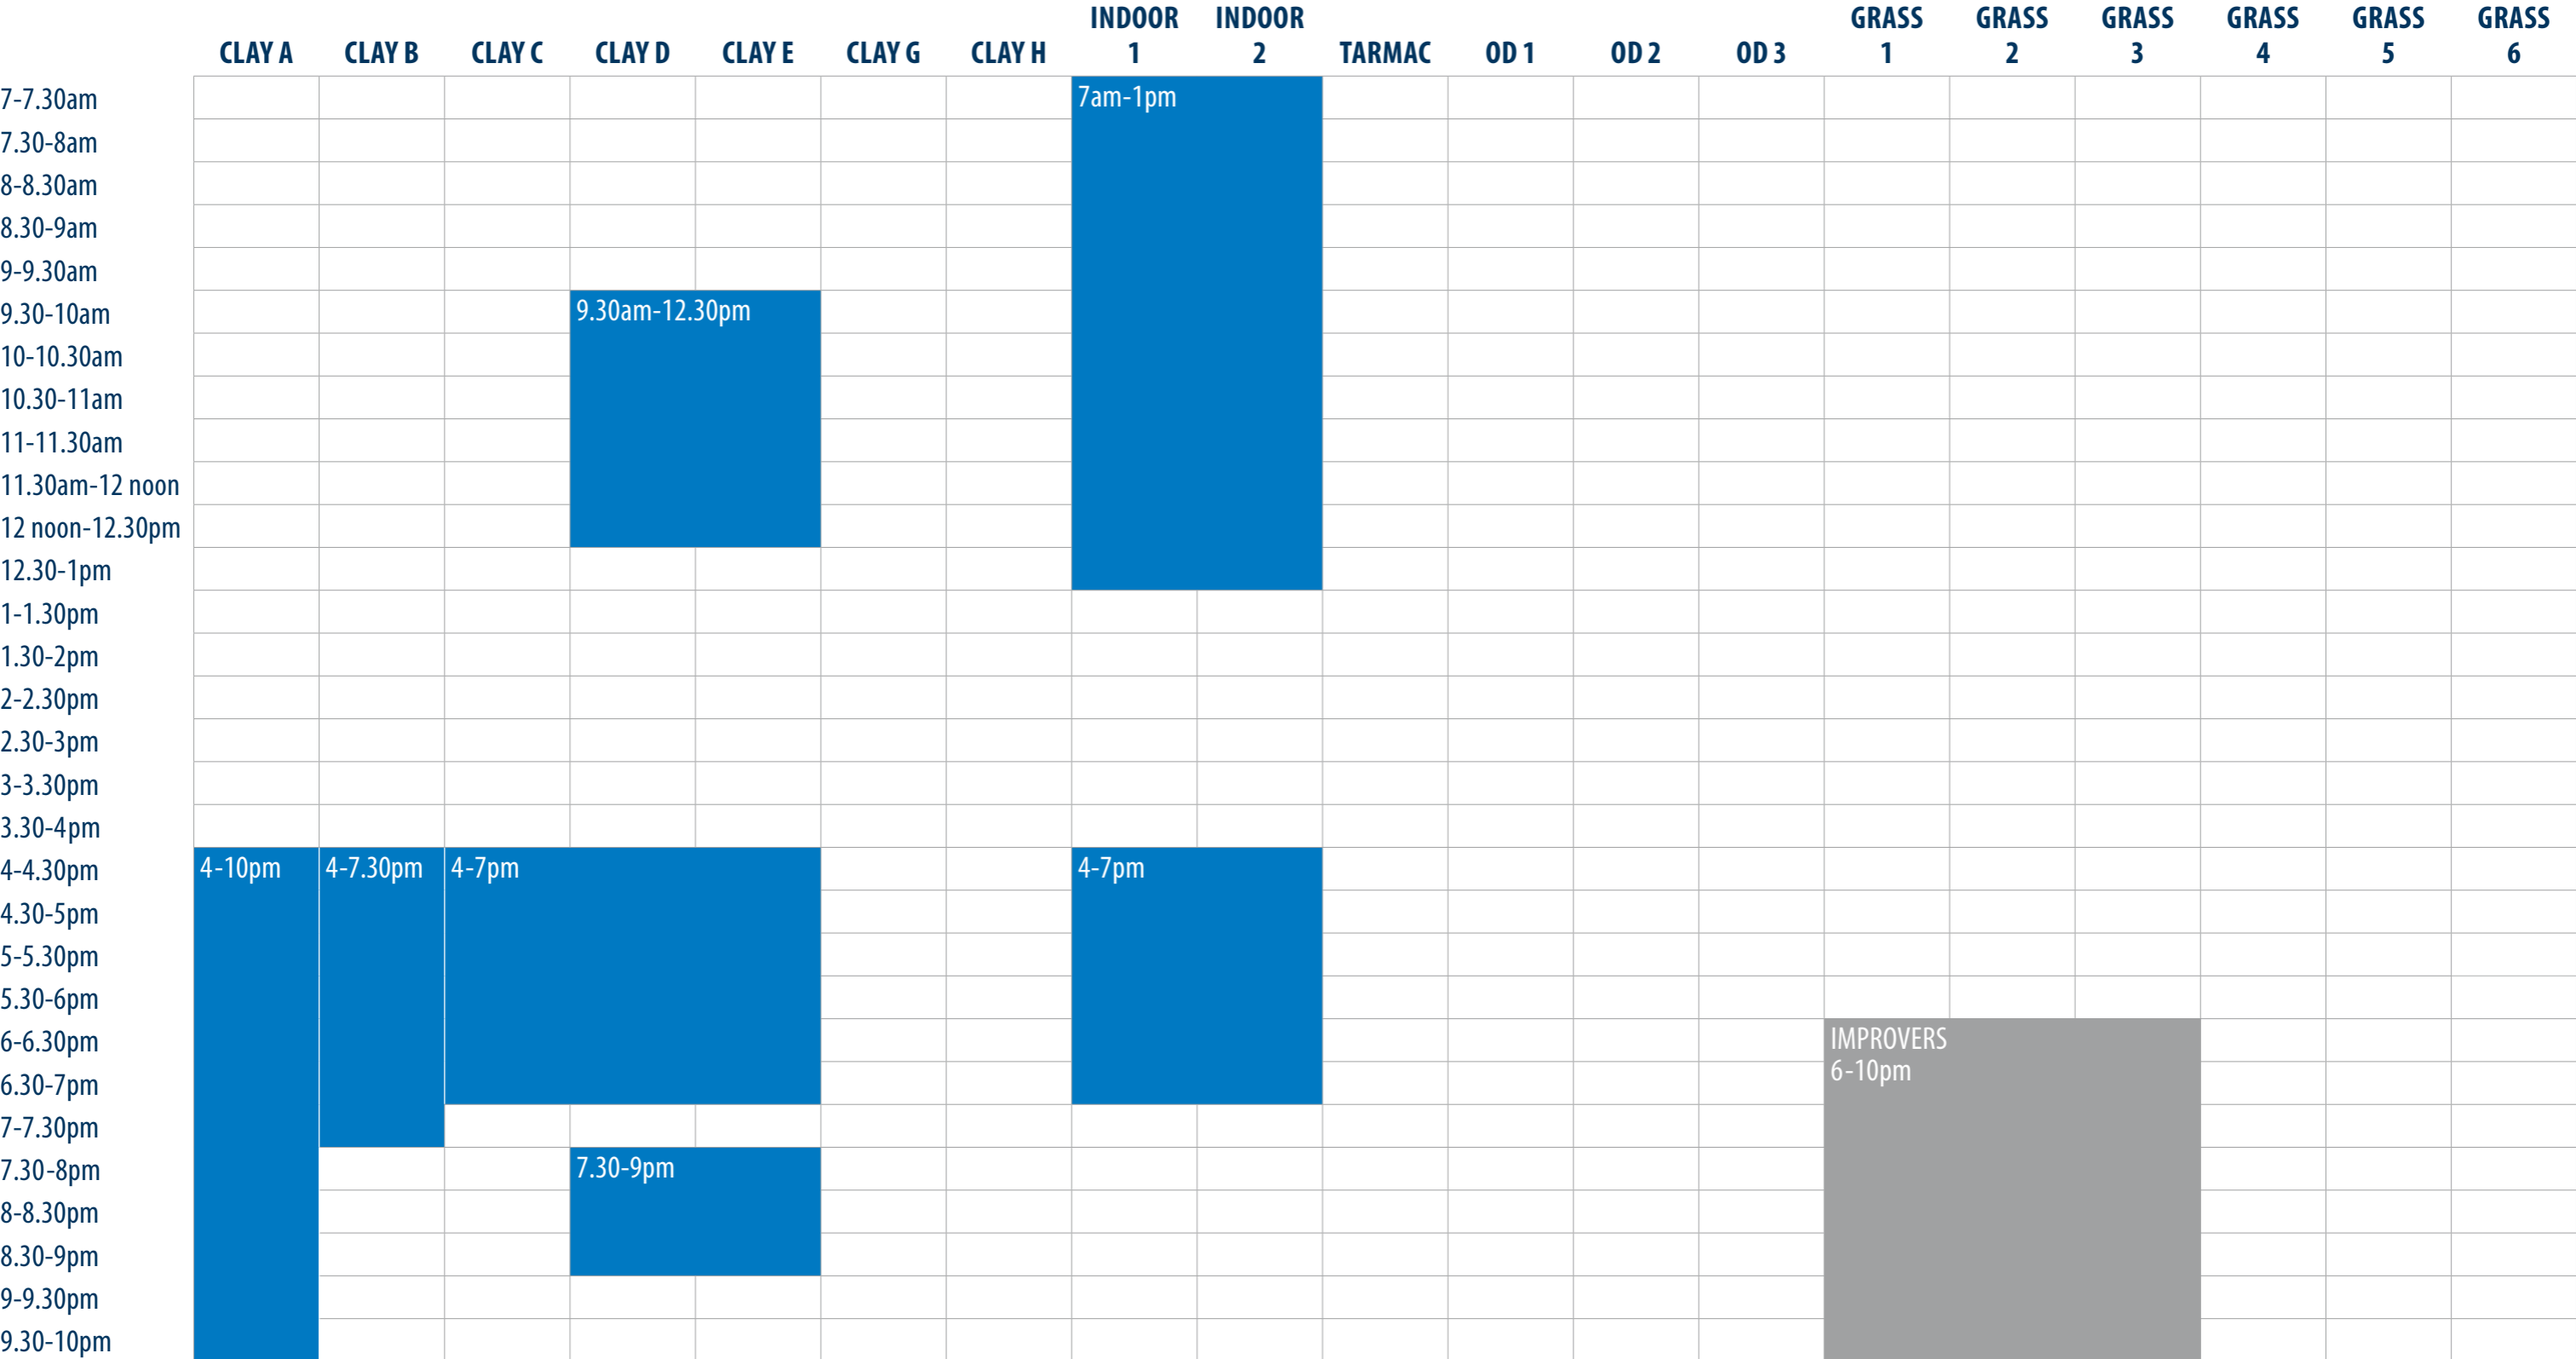 CLAY A CLAY B CLAY C CLAY D CLAY E CLAY G CLAY H INDOOR 1 INDOOR 2 TARMAC OD 1 OD 2 OD 3 GRASS 1 GRASS 2 GRASS 3 GRASS 4 GRASS 5 GRASS 6
7-7.30am 7am-1pm
7.30-8am
8-8.30am
8.30-9am
9-9.30am
9.30-10am 9.30am-12.30pm
10-10.30am
10.30-11am
11-11.30am
11.30am-12 noon
12 noon-12.30pm
12.30-1pm
1-1.30pm
1.30-2pm
2-2.30pm
2.30-3pm
3-3.30pm
3.30-4pm
4-4.30pm 4-10pm 4-7.30pm 4-7pm 4-7pm
4.30-5pm
5-5.30pm
5.30-6pm
6-6.30pm IMPROVERS
6.30-7pm 6-10pm
7-7.30pm
7.30-8pm 7.30-9pm
8-8.30pm
8.30-9pm
9-9.30pm
9.30-10pm